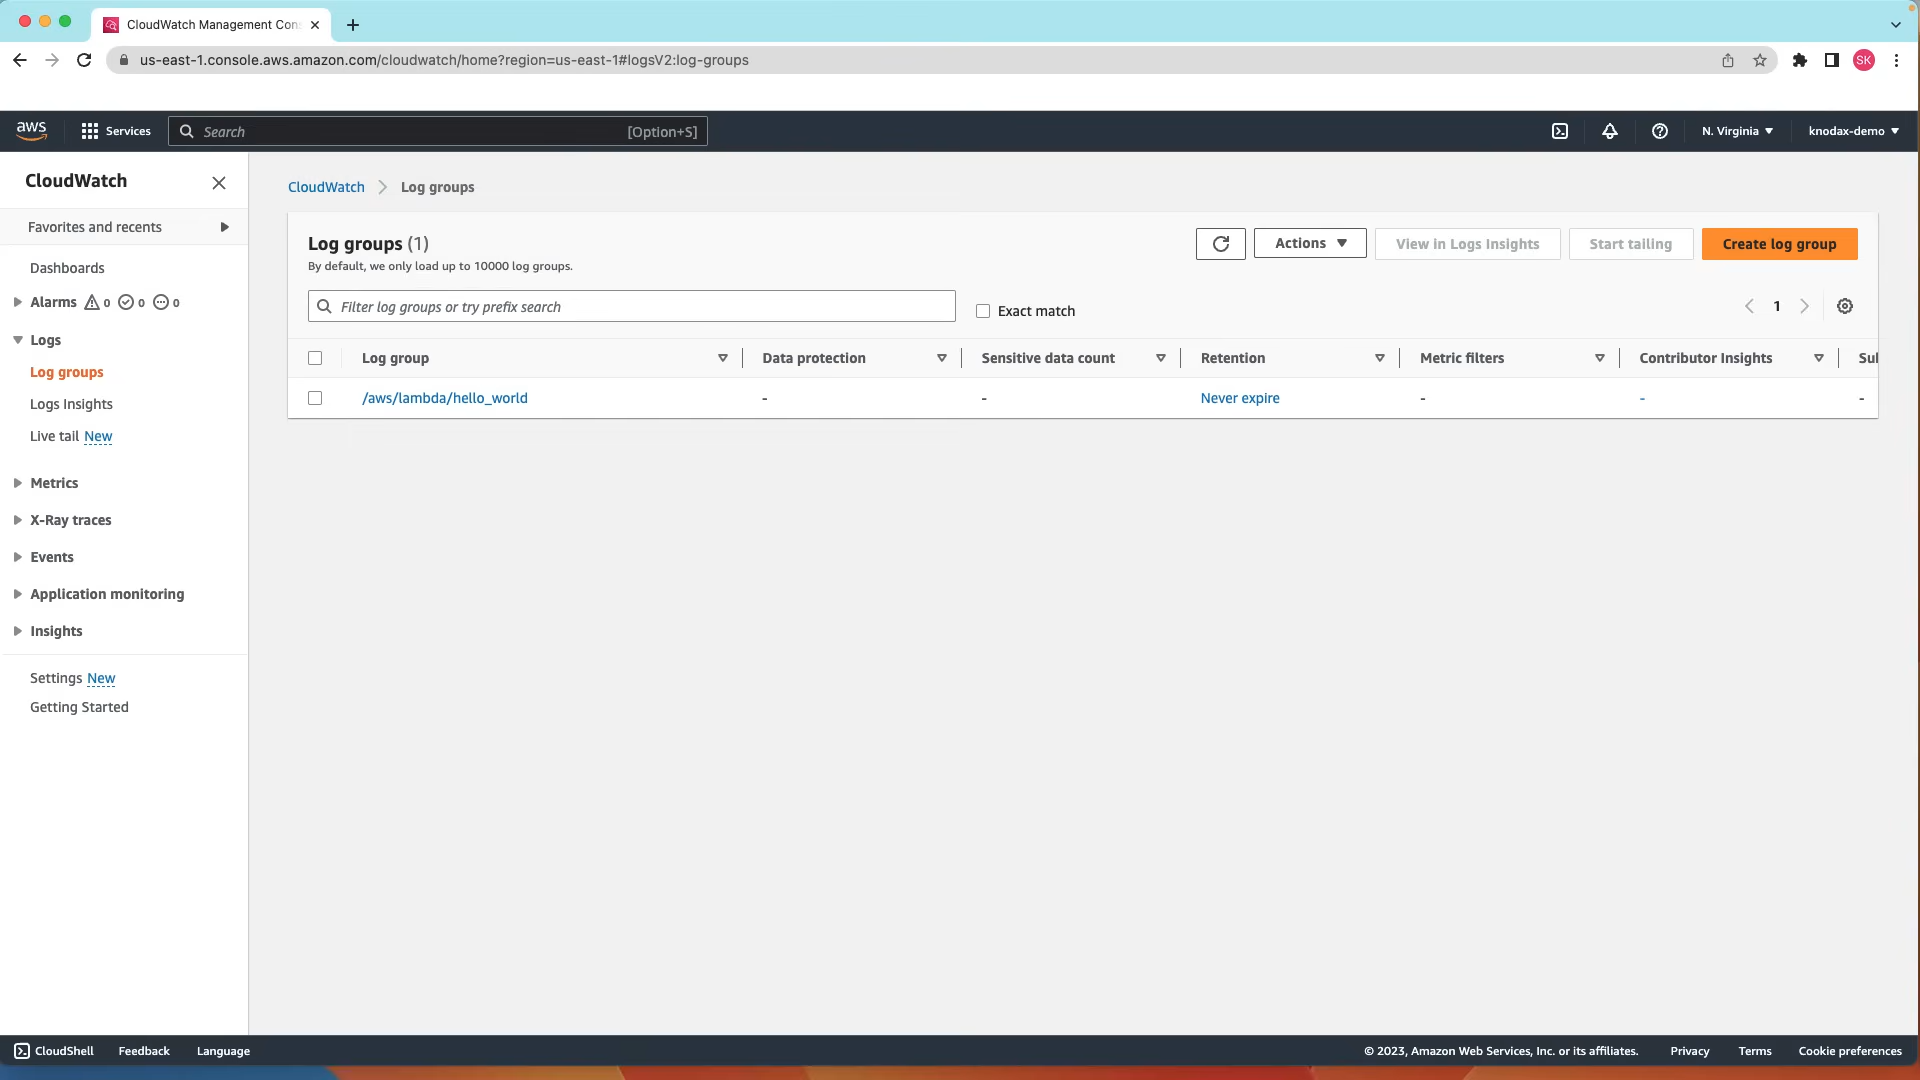 CloudWatch Management Con
us-east-1.console.aws.amazon.com/cloudwatch/home?region=us-east-1#logsV2:log-groups
SK
aws
Services
Search
[Option+S]
N. Virginia
knodax-demo
CloudWatch
Favorites and recents
Dashboards
Alarms 0 0 0
Logs
Log groups
Logs Insights
Live tail New
Metrics
X-Ray traces
Events
Application monitoring
Insights
Settings New
Getting Started
CloudWatch
Log groups
Log groups (1)
By default, we only load up to 10000 log groups.
Actions
View in Logs Insights
Start tailing
Create log group
Filter log groups or try prefix search
Exact match
1
Log group
Data protection
Sensitive data count
Retention
Metric filters
Contributor Insights
/aws/lambda/hello_world
-
-
Never expire
-
-
-
CloudShell
Feedback
Language
© 2023, Amazon Web Services, Inc. or its affiliates.
Privacy
Terms
Cookie preferences